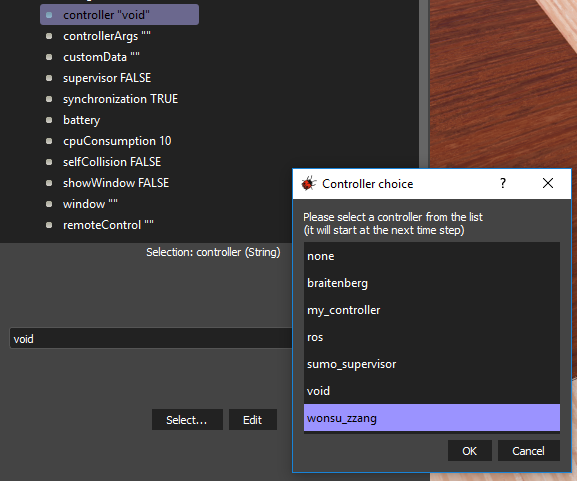 controller "void"
controllerArgs ""
customData ""
supervisor FALSE
synchronization TRUE
battery
cpuConsumption 10
selfCollision FALSE
showWindow FALSE
window ""
remoteControl ""
Selection: controller (String)
void
Select...
Edit
Controller choice
?
Please select a controller from the list
(it will start at the next time step)
none
braitenberg
my_controller
ros
sumo_supervisor
void
wonsu_zzang
OK
Cancel